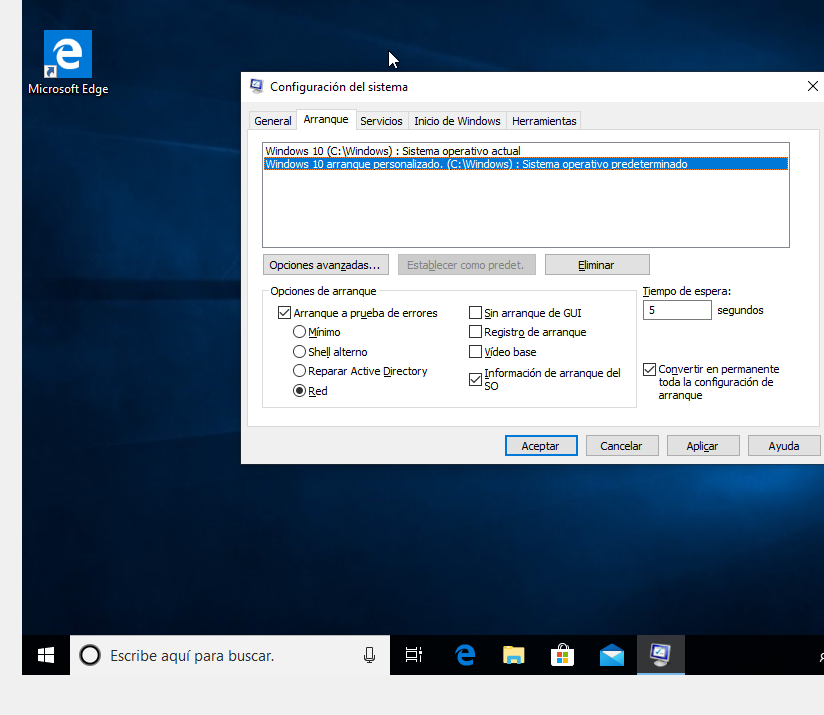 Microsoft Edge
Configuración del sistema
General
Arranque
Servicios
Inicio de Windows
Herramientas
Windows 10 (C:\Windows) : Sistema operativo actual
Windows 10 arranque personalizado. (C:\Windows) : Sistema operativo predeterminado
Opciones avanzadas...
Establecer como predet.
Eliminar
Opciones de arranque
Arranque a prueba de errores
Mínimo
Shell alterno
Reparar Active Directory
Red
Sin arranque de GUI
Registro de arranque
Vídeo base
Información de arranque del
SO
Tiempo de espera:
5 segundos
Convertir en permanente
toda la configuración de
arranque
Aceptar
Cancelar
Aplicar
Ayuda
Escribe aquí para buscar.